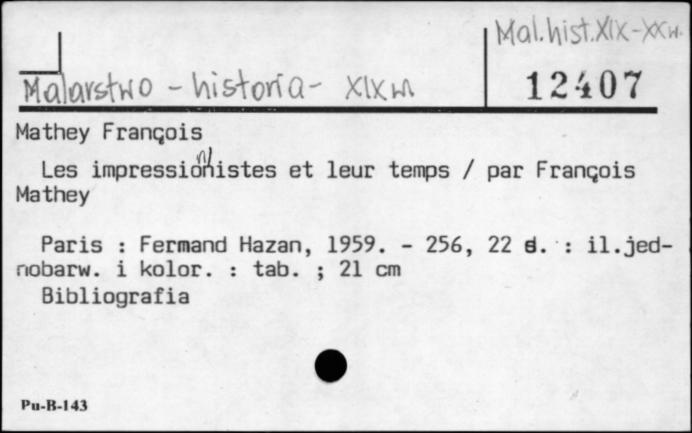 Mal.hist.XIX-XXw.
Malarstwo - historia - XIX w
12407
Mathey François
Les impressionistes et leur temps / par François
Mathey
Paris : Fermand Hazan, 1959. - 256, 22 s. : il.jed-
nobarw. i kolor. : tab. ; 21 cm
Bibliografia
Pu-B-143